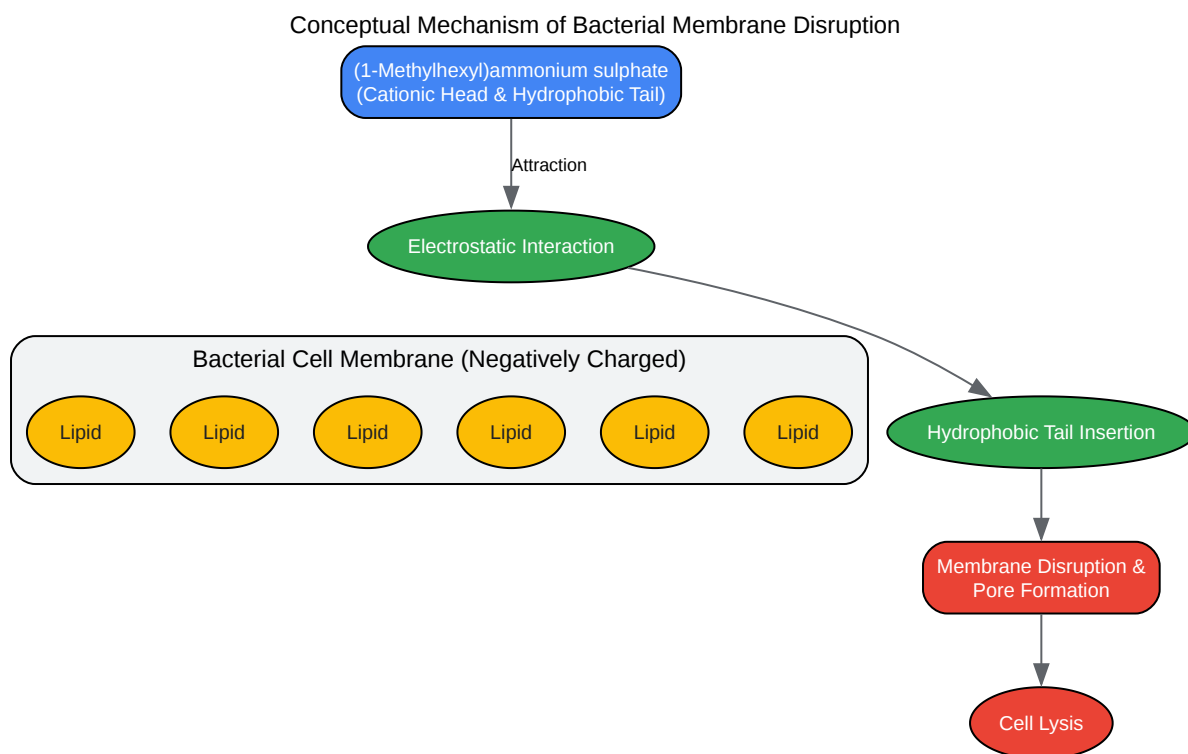 Conceptual Mechanism of Bacterial Membrane Disruption
(1-Methylhexyl)ammonium sulphate
(Cationic Head & Hydrophobic Tail)
Attraction
Electrostatic Interaction
Bacterial Cell Membrane (Negatively Charged)
Lipid
Lipid
Lipid
Lipid
Lipid
Lipid
Hydrophobic Tail Insertion
Membrane Disruption &
Pore Formation
Cell Lysis